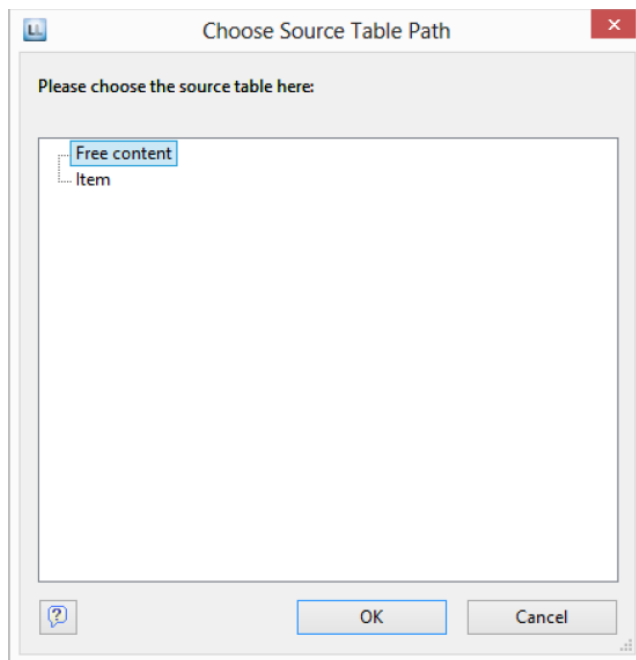 LL
Choose Source Table Path
Please choose the source table here:
Free content
Item
?
OK
Cancel